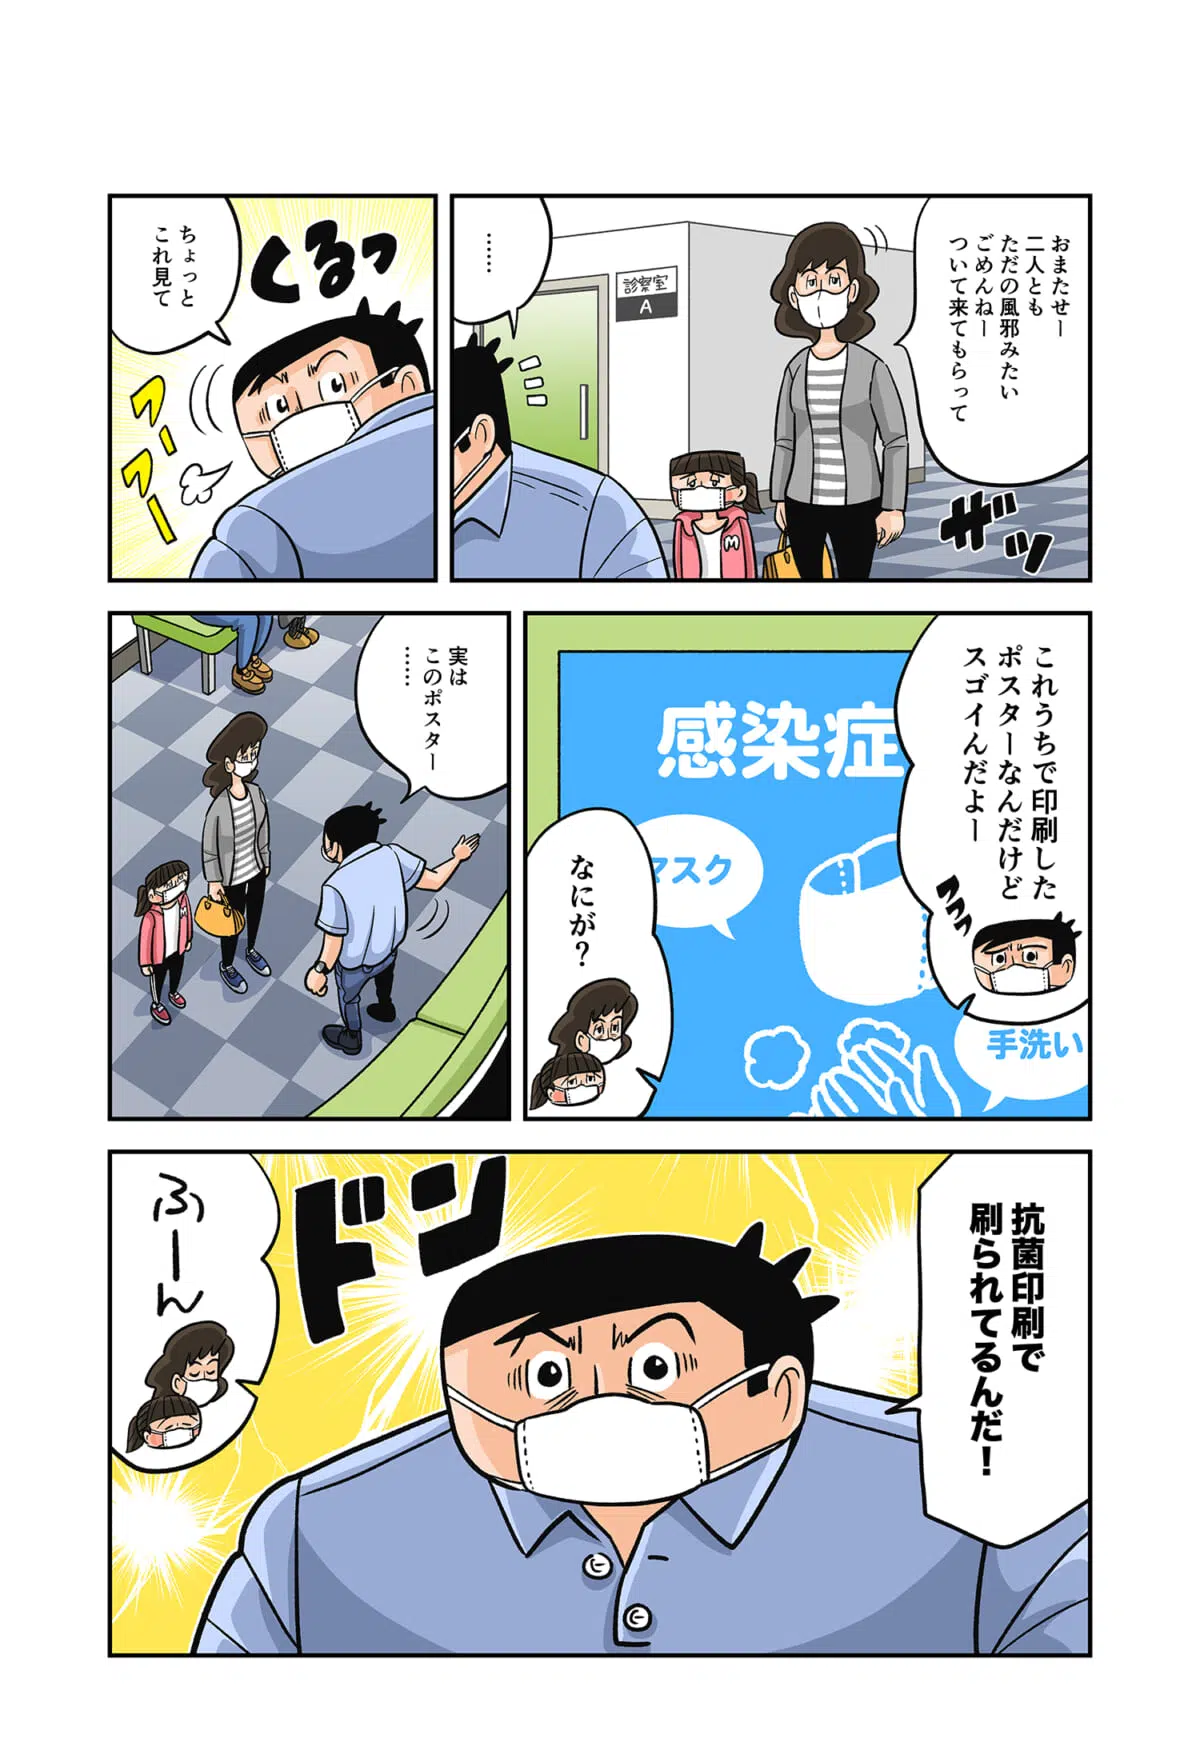 おまたせー
二人とも
ただの風邪みたい
ごめんねー
ついて来てもらって
診察室
A
……
M
ザッ
くるっ
ちょっと
これ見て
フー
フー
これうちで印刷した
ポスターなんだけど
スゴイんだよー
フフフ
感染症
マスク
手洗い
なにが？
実は
このポスター
……
抗菌印刷で
刷られてるんだ！
ドン
ふーん